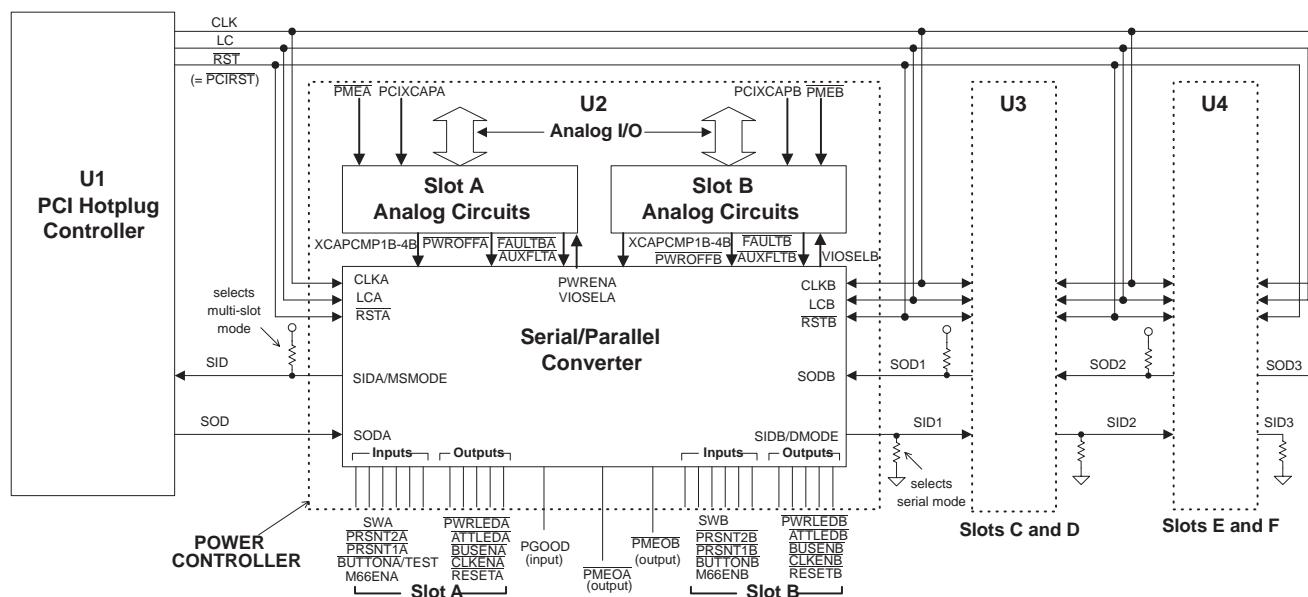 CLK
LC
RST
(= PCIRST)
U1
PCI Hotplug
Controller
PMEA
PCIXCAPA
U2
Analog I/O
PCIXCAPB
PMEB
U3
U4
Slot A
Analog Circuits
Slot B
Analog Circuits
XCAPCMP1B-4B
PWROFFA
FAULTBA
AUXFLTA
XCAPCMP1B-4B
PWROFFB
FAULTB
AUXFLTB
VIOSELB
CLKA
LCA
RSTA
PWRENA
VIOSELA
CLKB
LCB
RSTB
selects
multi-slot
mode
Serial/Parallel
Converter
SID
SIDA/MSMODE
SODB
SOD1
SOD2
SOD3
SOD
SODA
SIDB/DMODE
SID1
SID2
SID3
Inputs
Outputs
Inputs
Outputs
selects
serial mode
POWER
CONTROLLER
SWA
PRSNT2A
PRSNT1A
BUTTONA/TEST
M66ENA
PWRLEDA
ATTLEDA
BUSENA
CLKENA
RESETA
Slot A
PGOOD
(input)
PMEOA
(output)
PMEOB
(output)
SWB
PRSNT2B
PRSNT1B
BUTTONB
M66ENB
PWRLEDB
ATTLEDB
BUSENB
CLKENB
RESETB
Slot B
Slots C and D
Slots E and F